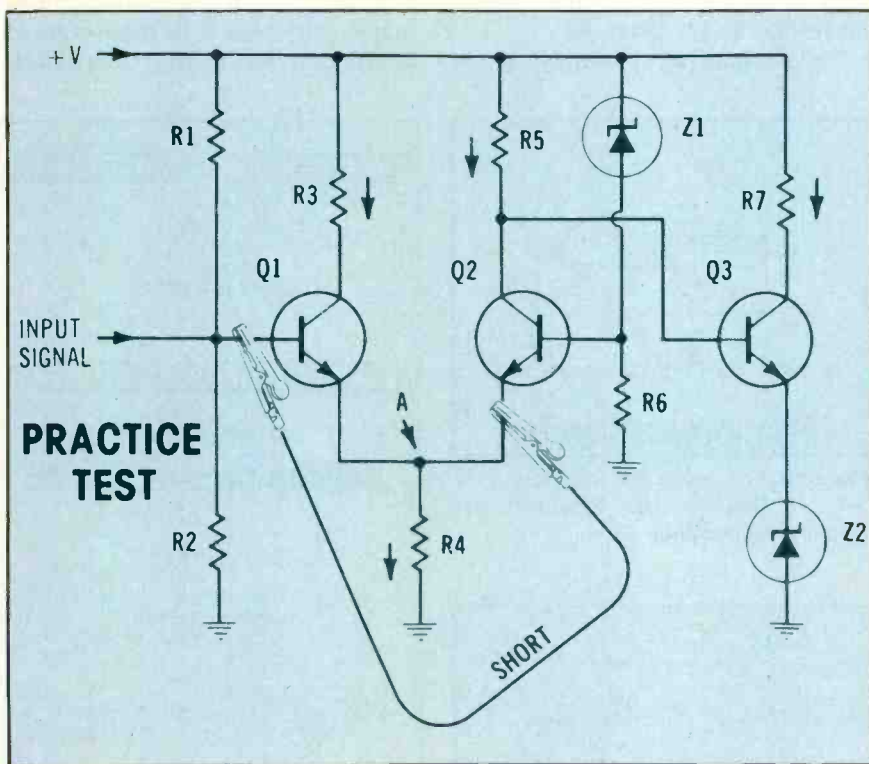 +V
R1
R3
R5
Z1
R7
Q1
Q2
Q3
INPUT
SIGNAL
A
R6
PRACTICE
TEST
R2
R4
Z2
SHORT